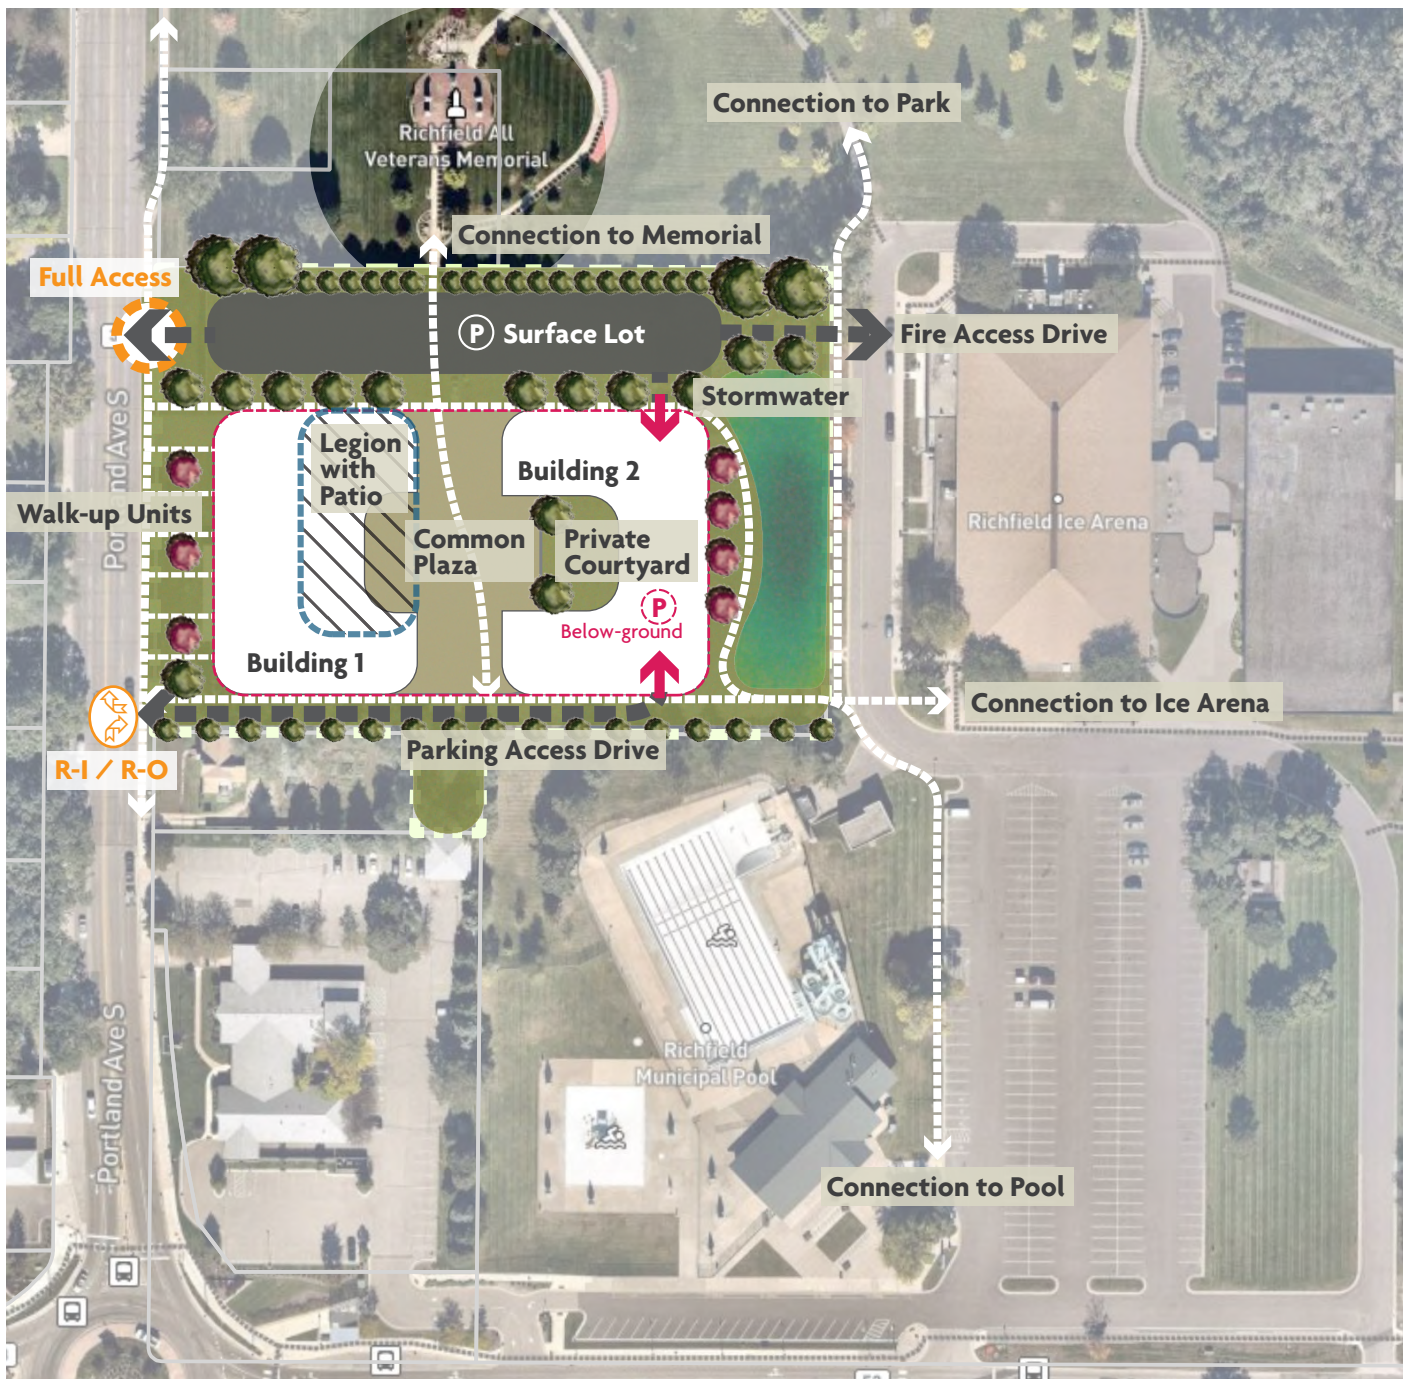 Richfield All
Veterans Memorial
Connection to Park
Connection to Memorial
Full Access
P Surface Lot
Fire Access Drive
Stormwater
Portland Ave S
Legion
with
Patio
Building 2
Walk-up Units
Common
Plaza
Private
Courtyard
Richfield Ice Arena
P
Below-ground
Building 1
Connection to Ice Arena
R-I / R-O
Parking Access Drive
Portland Ave S
Richfield
Municipal Pool
Connection to Pool